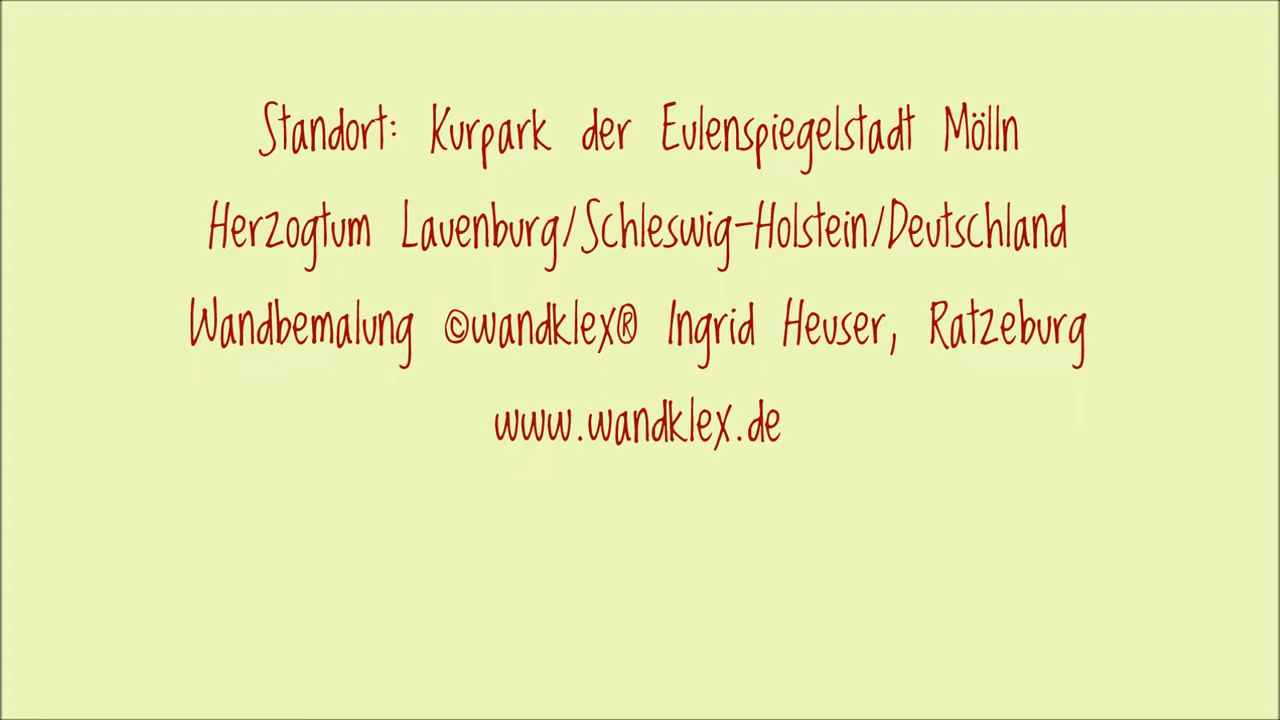 Standort: Kurpark der Eulenspiegelstadt Mölln
Herzogtum Lauenburg/Schleswig-Holstein/Deutschland
Wandbemalung ©wandklex® Ingrid Heuser, Ratzeburg
www.wandklex.de